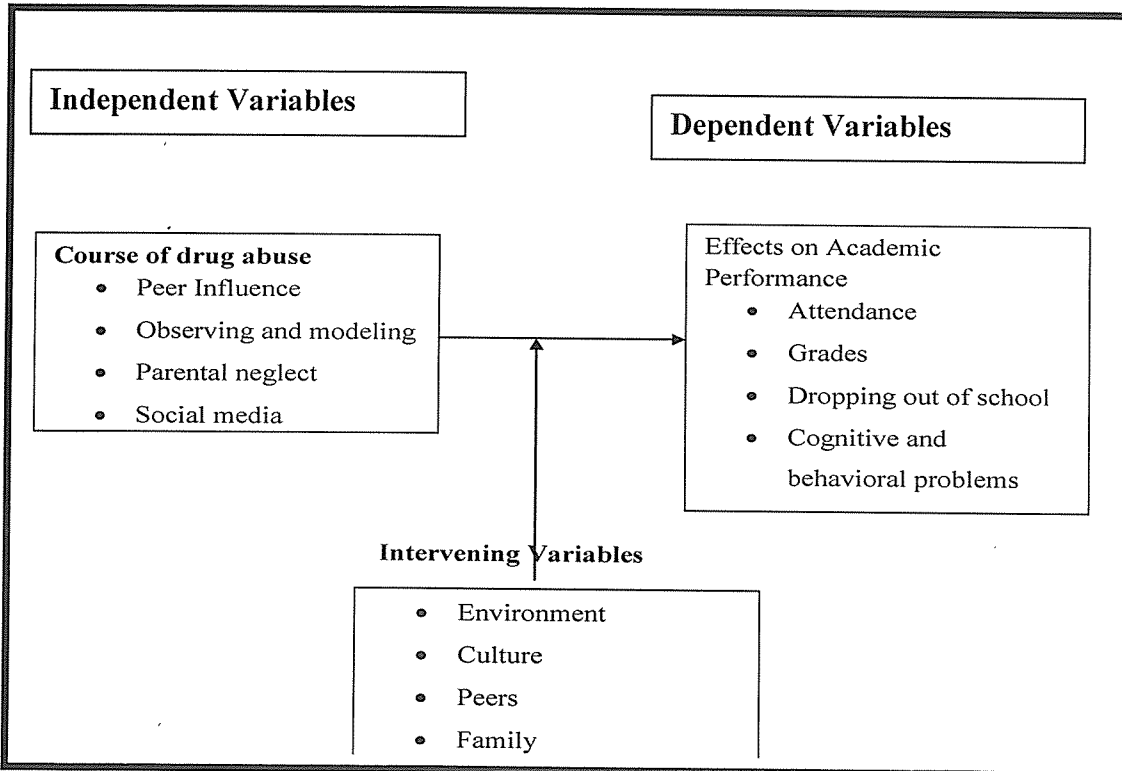 Independent Variables
Dependent Variables
Course of drug abuse
• Peer Influence
• Observing and modeling
• Parental neglect
• Social media
Effects on Academic
Performance
• Attendance
• Grades
• Dropping out of school
• Cognitive and
behavioral problems
Intervening Variables
• Environment
• Culture
• Peers
• Family